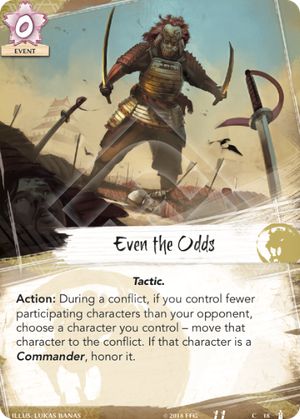 0
EVENT
Even the Odds
Tactic.
Action: During a conflict, if you control fewer
participating characters than your opponent,
choose a character you control – move that
character to the conflict. If that character is a
Commander, honor it.
ILLUS: LUKAS BANAS
© 2018 FFG
11
C